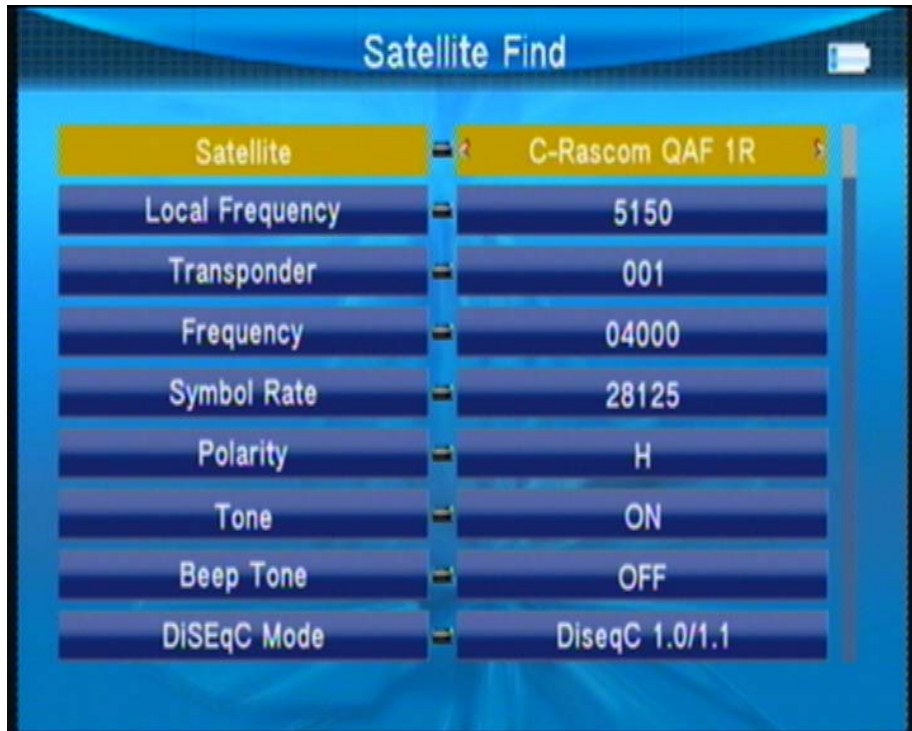 Satellite Find
Satellite C-Rascom QAF 1R
Local Frequency 5150
Transponder 001
Frequency 04000
Symbol Rate 28125
Polarity H
Tone ON
Beep Tone OFF
DiSEqC Mode DiseqC 1.0/1.1